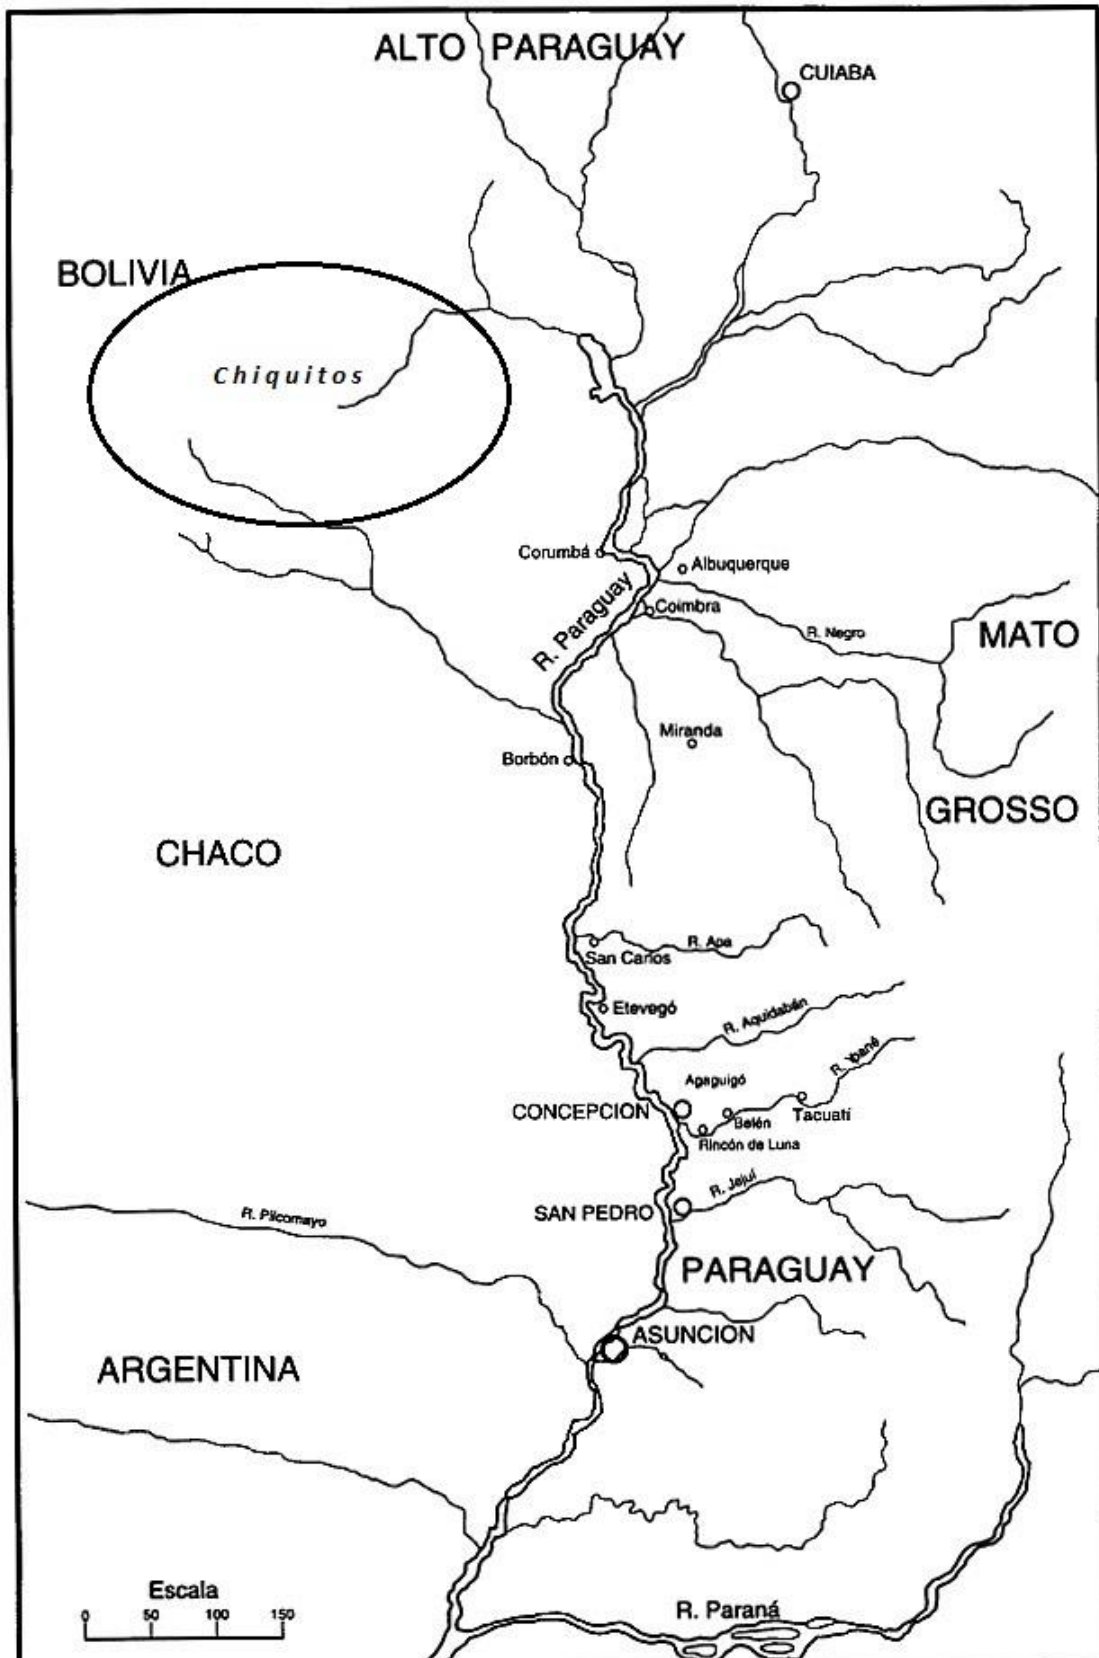 ALTO PARAGUAY
CUIABA
BOLIVIA
Chiquitos
Corumbá
Albuquerque
R. Paraguay
Coimbra
R. Negro
MATO
Miranda
Borbón
GROSSO
CHACO
R. Apa
San Carlos
Etevegó
R. Aquidabán
R. Ypané
Agaguigó
CONCEPCION
Belén
Tacuatí
Rincón de Luna
R. Jejuí
SAN PEDRO
R. Pilcomayo
PARAGUAY
ASUNCION
ARGENTINA
Escala
0 50 100 150
R. Paraná